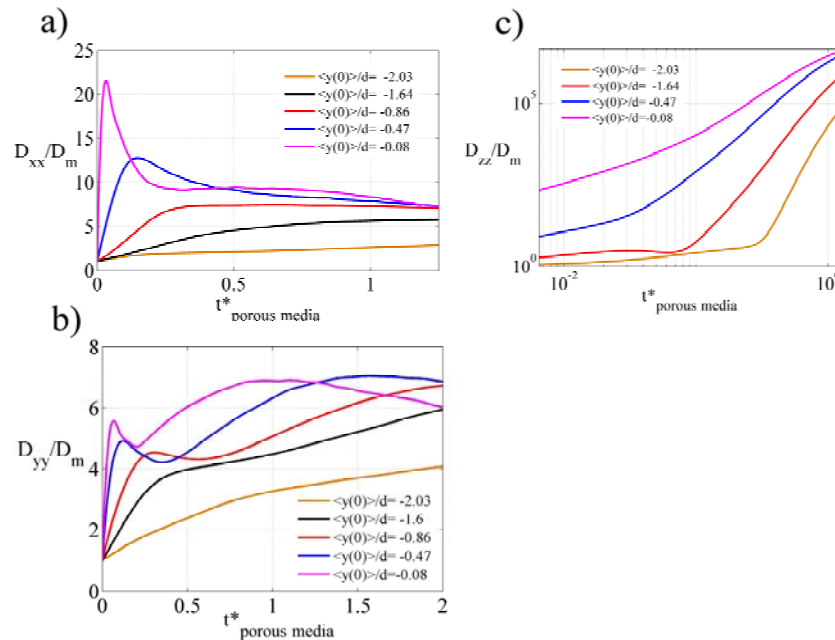 a)
25
20
15
10
5
0
D_xx/D_m
<y(0)>/d= -2.03
<y(0)>/d= -1.64
<y(0)>/d= -0.86
<y(0)>/d= -0.47
<y(0)>/d= -0.08
0 0.5 1
t*porous media
c)
10^5
10^0
D_zz/D_m
<y(0)>/d= -2.03
<y(0)>/d= -1.64
<y(0)>/d= -0.47
<y(0)>/d=-0.08
10^-2
t*porous media
b)
8
6
4
2
0
D_yy/D_m
<y(0)>/d= -2.03
<y(0)>/d= -1.6
<y(0)>/d= -0.86
<y(0)>/d= -0.47
<y(0)>/d=-0.08
0 0.5 1 1.5 2
t*porous media